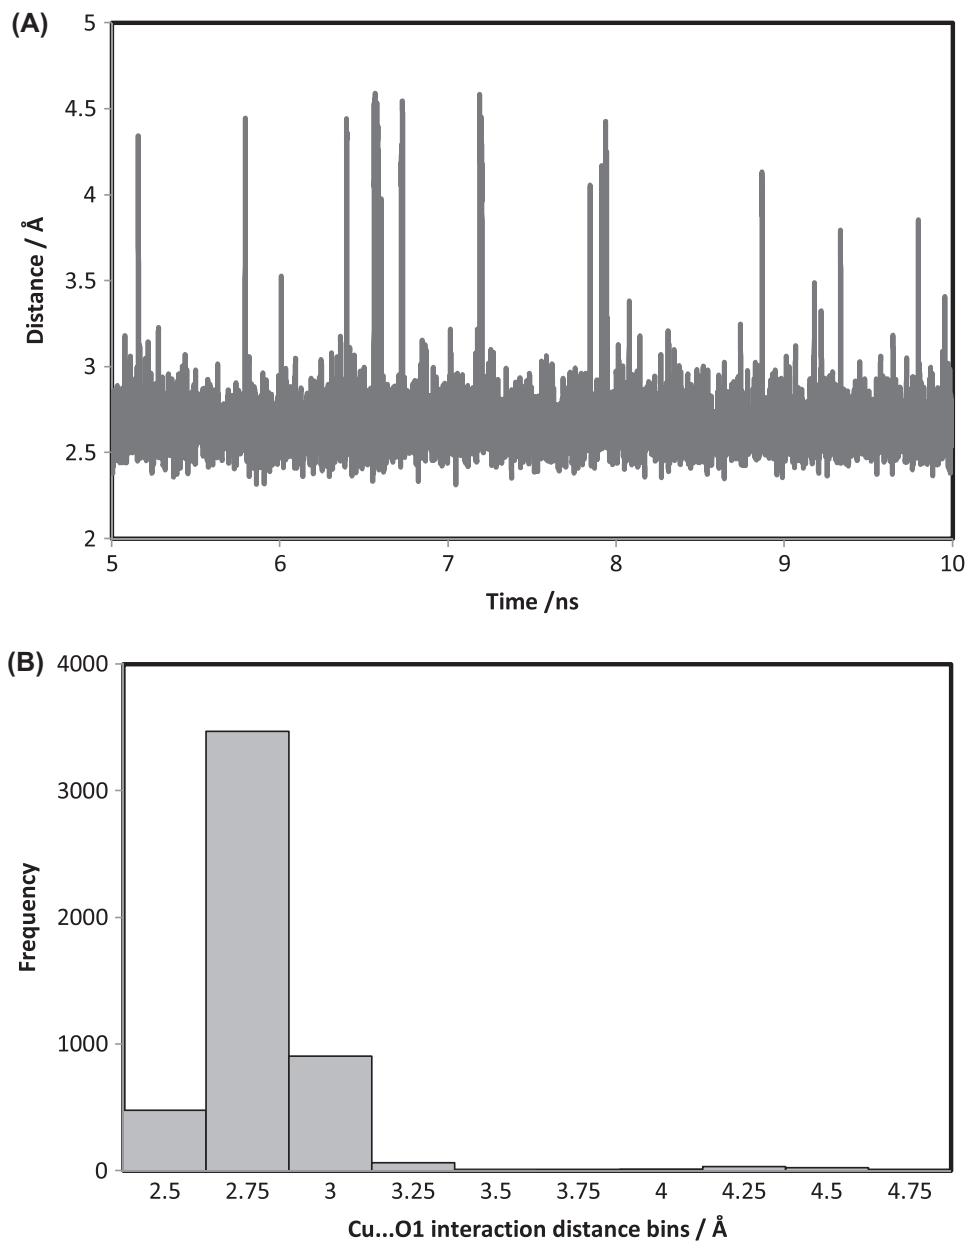 (A)
5
4.5
4
3.5
3
2.5
2
Distance / Å
5 6 7 8 9 10
Time /ns
(B)
4000
3000
2000
1000
0
Frequency
2.5 2.75 3 3.25 3.5 3.75 4 4.25 4.5 4.75
Cu...O1 interaction distance bins / Å